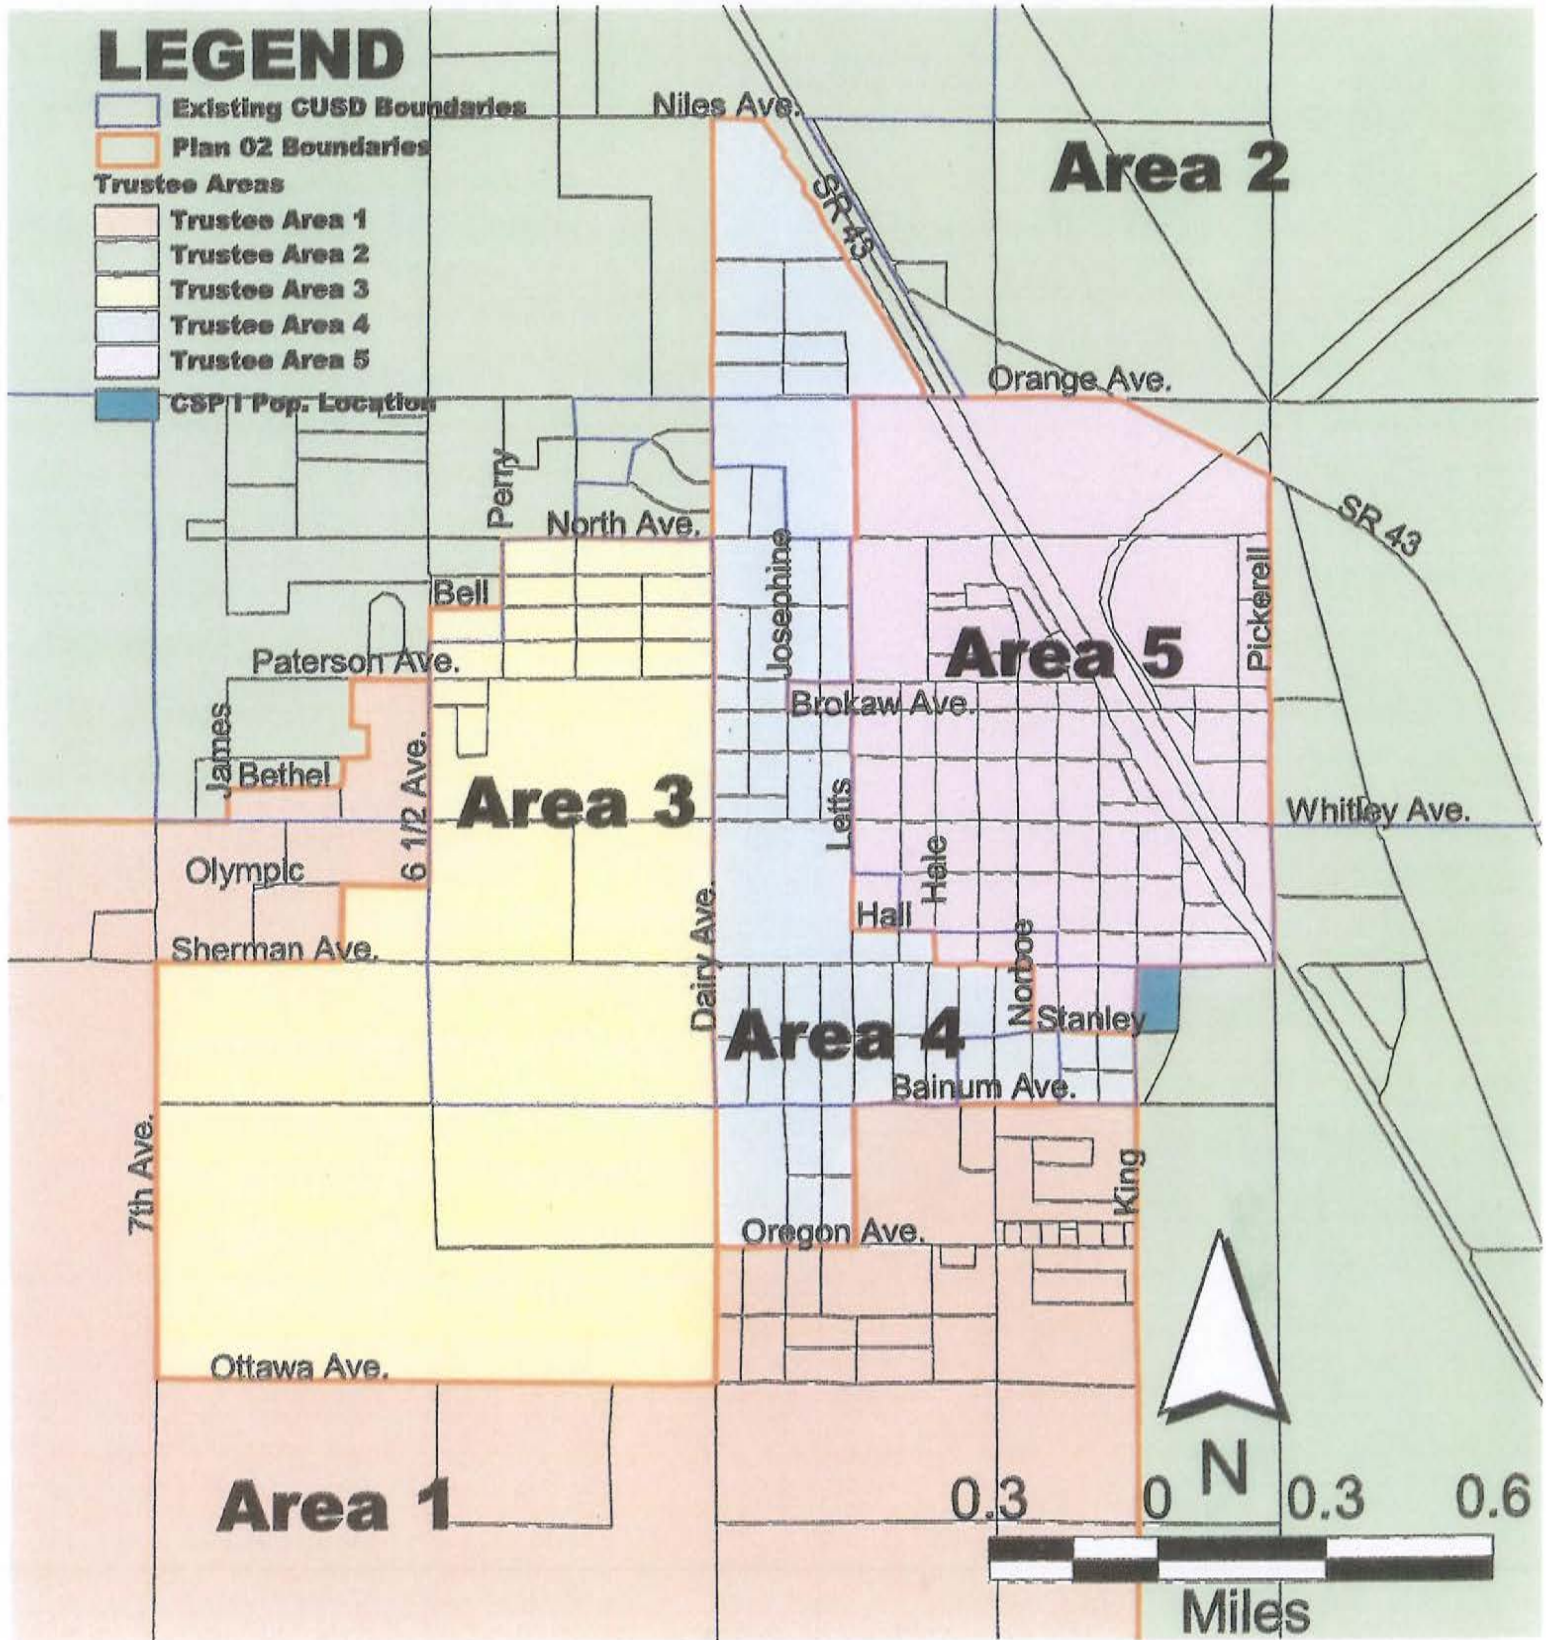 LEGEND
Existing CUSD Boundaries
Plan 02 Boundaries
Trustee Areas
Trustee Area 1
Trustee Area 2
Trustee Area 3
Trustee Area 4
Trustee Area 5
CSP I Pop. Location
Niles Ave.
Area 2
SR 43
Orange Ave.
Perry
North Ave.
SR 43
Josephine
Pickerell
Bell
Area 5
Paterson Ave.
Brokaw Ave.
James
Bethel
6 1/2 Ave.
Area 3
Letts
Whitley Ave.
Olympic
Hale
Hall
Sherman Ave.
Dairy Ave.
Norboe
Stanley
Area 4
Bainum Ave.
7th Ave.
King
Oregon Ave.
Ottawa Ave.
Area 1
N
0.3 0 0.3 0.6
Miles